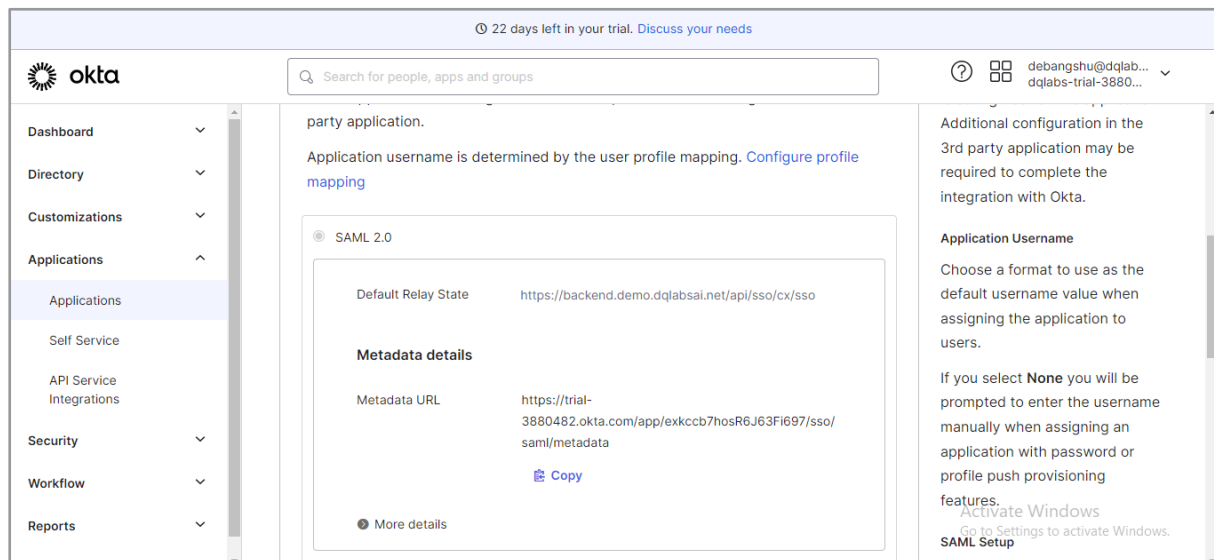 22 days left in your trial. Discuss your needs
okta
Search for people, apps and groups
debangshu@dqlab...
dqlabs-trial-3880...
Dashboard
Directory
Customizations
Applications
Applications
Self Service
API Service
Integrations
Security
Workflow
Reports
party application.
Application username is determined by the user profile mapping. Configure profile
mapping
SAML 2.0
Default Relay State
https://backend.demo.dqlabsai.net/api/sso/cx/sso
Metadata details
Metadata URL
https://trial-
3880482.okta.com/app/exkccb7hosR6J63Fi697/sso/
saml/metadata
Copy
More details
Additional configuration in the
3rd party application may be
required to complete the
integration with Okta.
Application Username
Choose a format to use as the
default username value when
assigning the application to
users.
If you select None you will be
prompted to enter the username
manually when assigning an
application with password or
profile push provisioning
features.
Activate Windows
Go to Settings to activate Windows.
SAML Setup